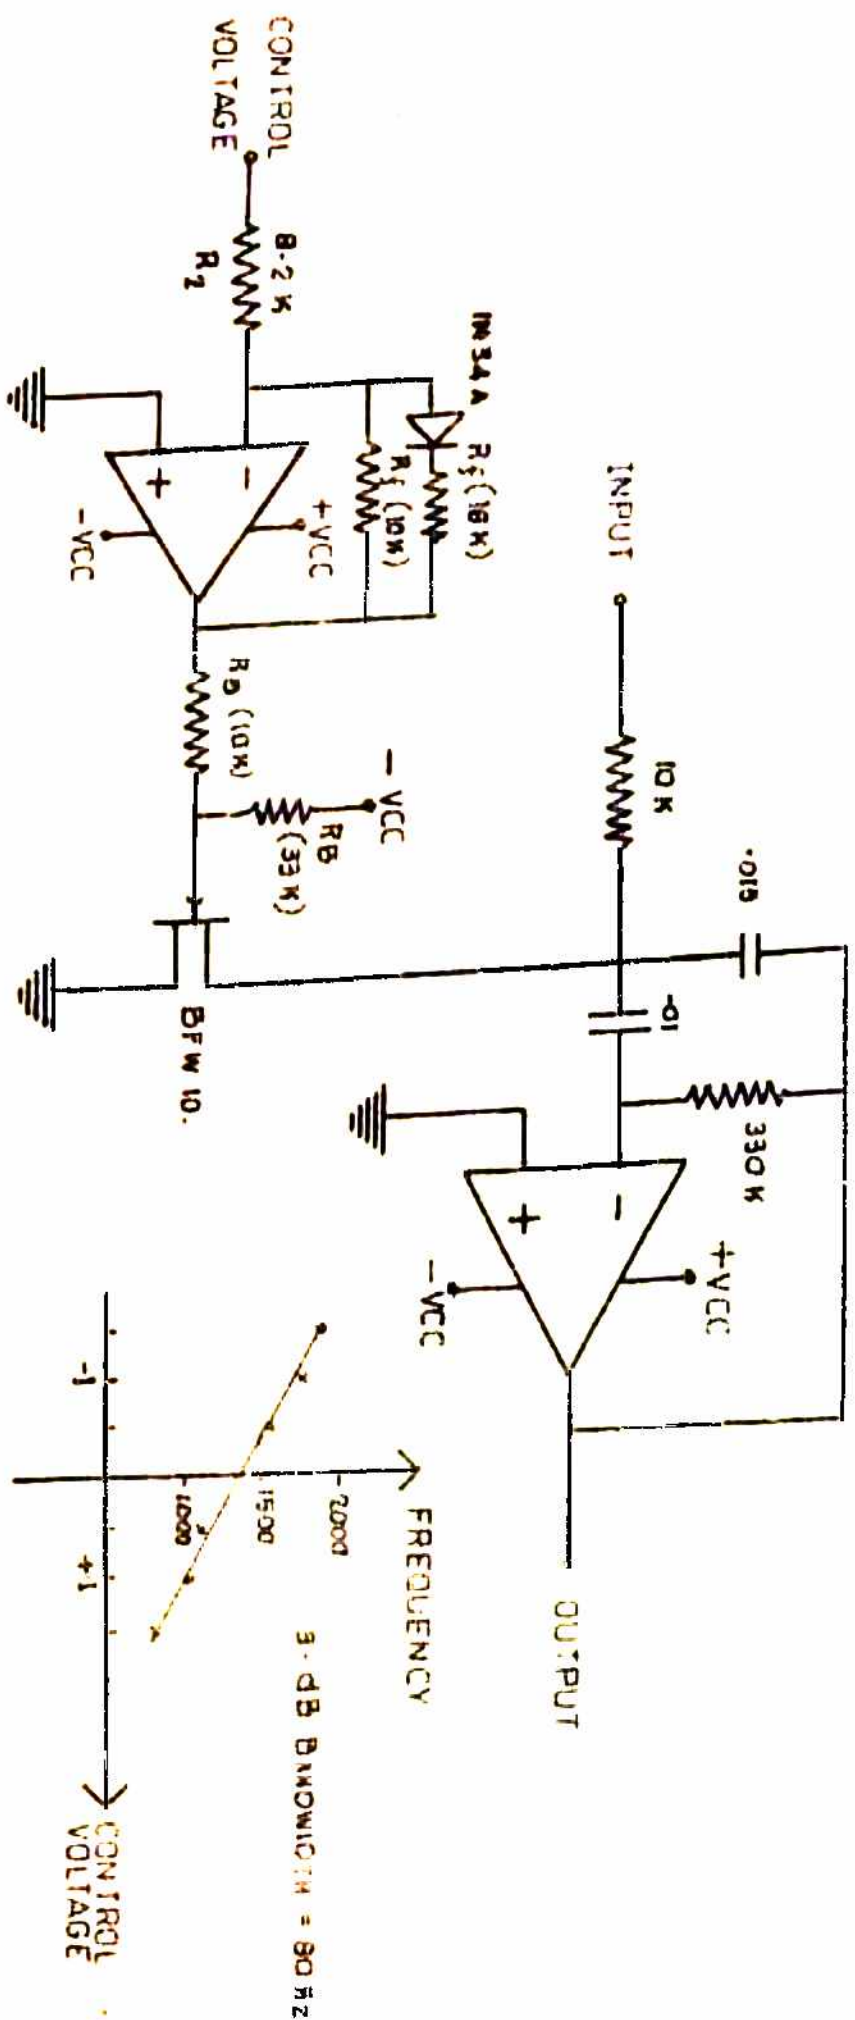 CONTROL
VOLTAGE
8.2 K
R2
IN34A
Rf (18 K)
Rf (10K)
+
-
+VCC
-VCC
RD (10K)
-VCC
RB
(33 K)
BFW 10.
INPUT
10 K
.015
.01
330 K
-
+
+VCC
-VCC
OUTPUT
FREQUENCY
2000
1500
1000
-1
+1
3-dB BANDWIDTH = 80 Hz
CONTROL
VOLTAGE